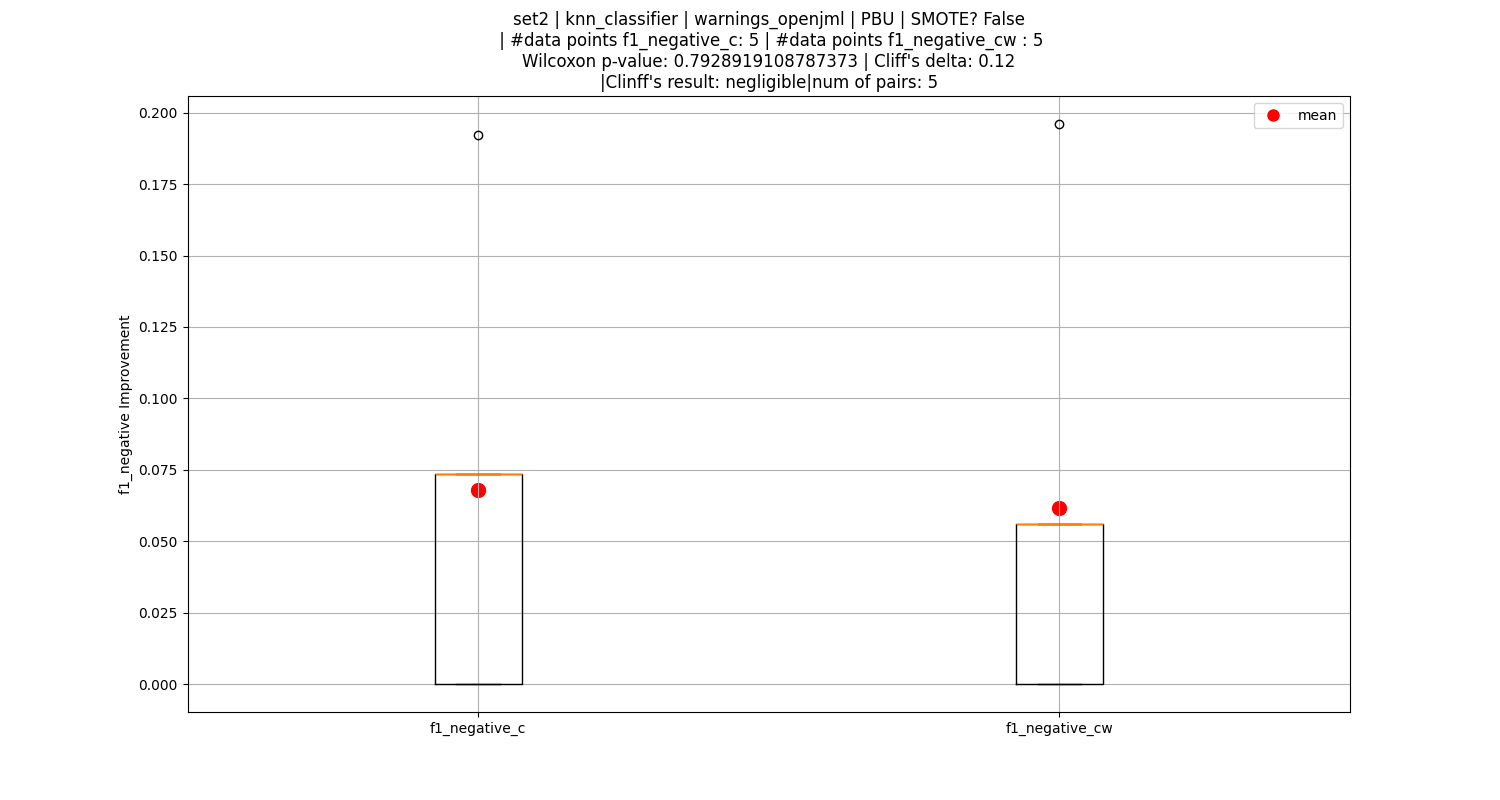 set2 | knn_classifier | warnings_openjml | PBU | SMOTE? False
| #data points f1_negative_c: 5 | #data points f1_negative_cw : 5
Wilcoxon p-value: 0.7928919108787373 | Cliff's delta: 0.12
|Clinff's result: negligible|num of pairs: 5
mean
0.200
0.175
0.150
0.125
0.100
0.075
0.050
0.025
0.000
f1_negative Improvement
f1_negative_c
f1_negative_cw